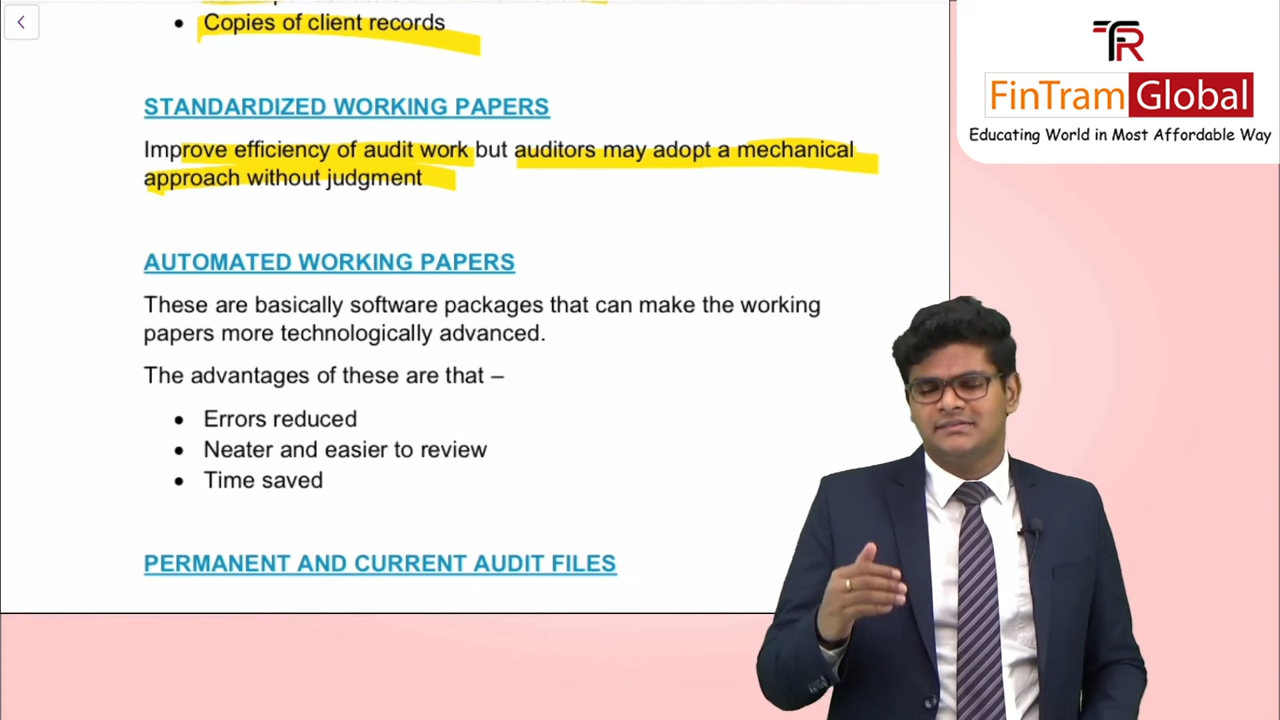 Copies of client records
STANDARDIZED WORKING PAPERS
Improve efficiency of audit work but auditors may adopt a mechanical
approach without judgment
AUTOMATED WORKING PAPERS
These are basically software packages that can make the working
papers more technologically advanced.
The advantages of these are that –
Errors reduced
Neater and easier to review
Time saved
PERMANENT AND CURRENT AUDIT FILES
TR
FinTram Global
Educating World in Most Affordable Way